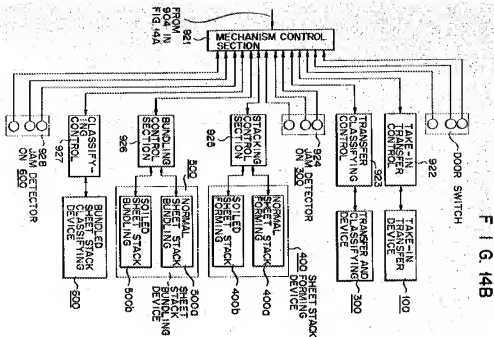 FROM
904 IN
FIG. 14A
921
MECHANISM CONTROL
SECTION
DOOR SWITCH
922
TAKE-IN
TRANSFER
CONTROL
TAKE-IN
TRANSFER
DEVICE
100
TRANSFER
CLASSIFYING
CONTROL
923
TRANSFER AND
CLASSIFYING
DEVICE
300
924
JAM DETECTOR
ON 300
STACKING
CONTROL
SECTION
925
NORMAL
SHEET STACK
FORMING
400a
SOILED
SHEET STACK
FORMING
400b
400
SHEET STACK
FORMING
DEVICE
BUNDLING
CONTROL
SECTION
926
500
NORMAL
SHEET STACK
BUNDLING
500a
SOILED
SHEET STACK
BUNDLING
500b
SHEET
STACK
BUNDLING
DEVICE
CLASSIFY-
ING
CONTROL
927
BUNDLED
SHEET STACK
CLASSIFYING
DEVICE
600
928
JAM DETECTOR
ON 600
FIG. 14B